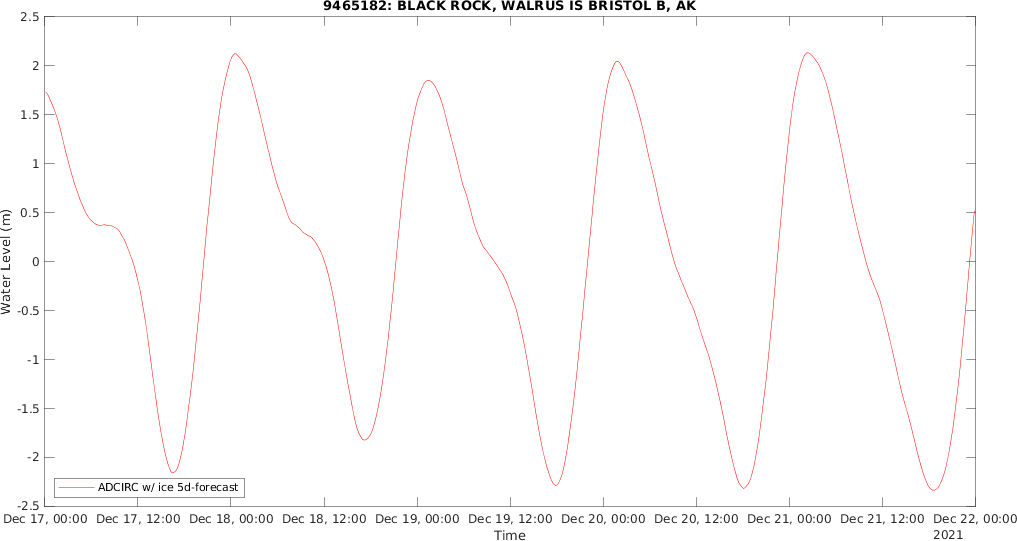 9465182: BLACK ROCK, WALRUS IS BRISTOL B, AK
2.5
2
1.5
1
0.5
0
-0.5
-1
-1.5
-2
-2.5
Water Level (m)
ADCIRC w/ ice 5d-forecast
Dec 17, 00:00 Dec 17, 12:00 Dec 18, 00:00 Dec 18, 12:00 Dec 19, 00:00 Dec 19, 12:00 Dec 20, 00:00 Dec 20, 12:00 Dec 21, 00:00 Dec 21, 12:00 Dec 22, 00:00
Time
2021